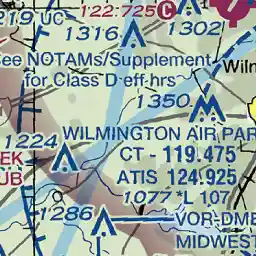 219 UC 122.725 C
1316 1302
ee NOTAMs/Supplement
for Class D eff hrs
Wiln
1350
WILMINGTON AIR PAR
1224 CT - 119.475
EK ATIS 124.925
UB 1077 *L 107
1286 VOR-DME
MIDWEST